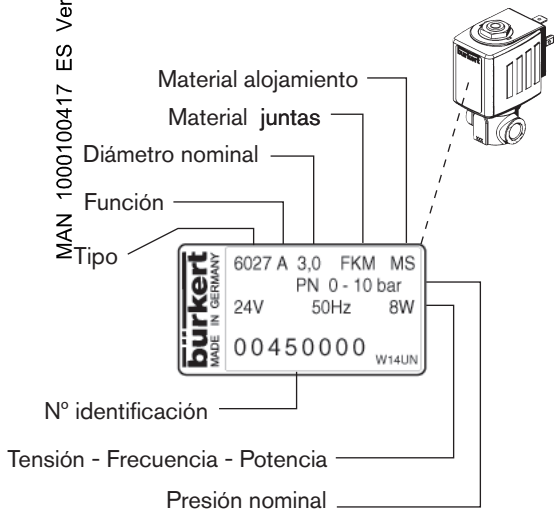 MAN 1000100417 ES Ver
bürkert
Material alojamiento
Material juntas
Diámetro nominal
Función
Tipo
bürkert
MADE IN GERMANY
6027 A 3,0 FKM MS
PN 0 - 10 bar
24V 50Hz 8W
00450000
W14UN
Nº identificación
Tensión - Frecuencia - Potencia
Presión nominal